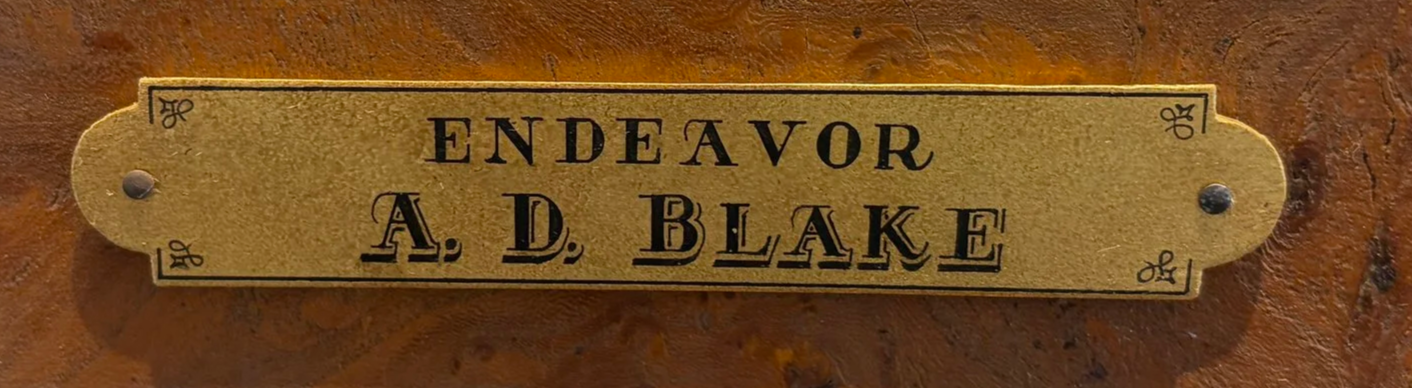 ENDEAVOR
A. D. BLAKE